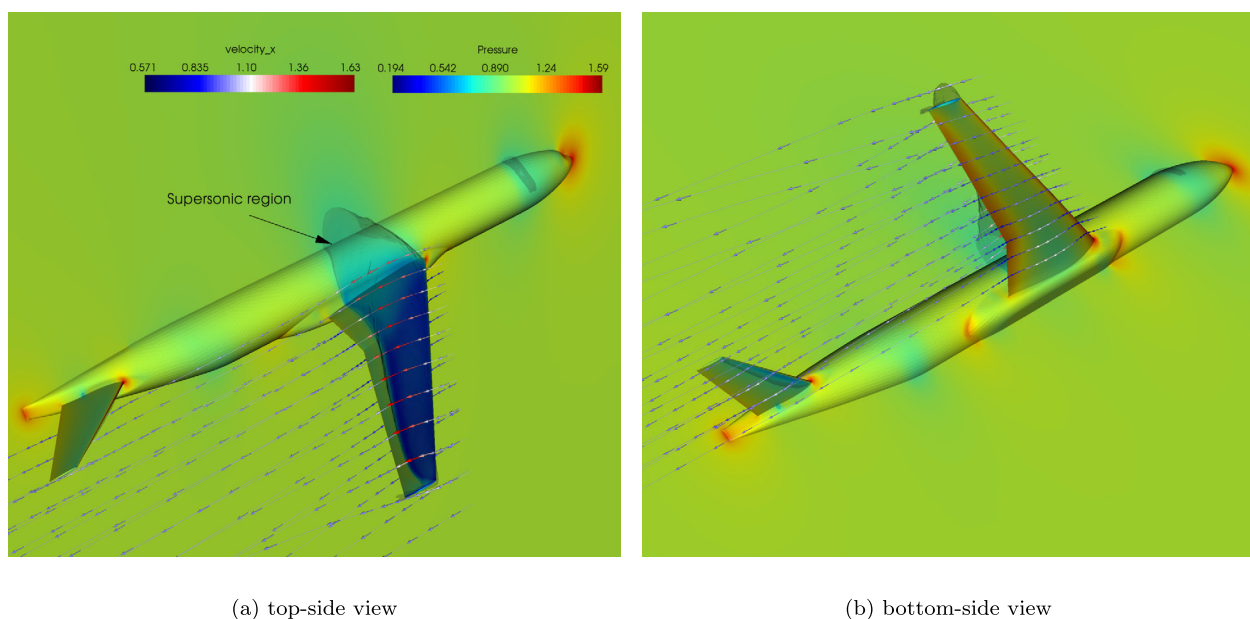 velocity_x Pressure
0.571 0.835 1.10 1.36 1.63 0.194 0.542 0.890 1.24 1.59
Supersonic region
(a) top-side view (b) bottom-side view